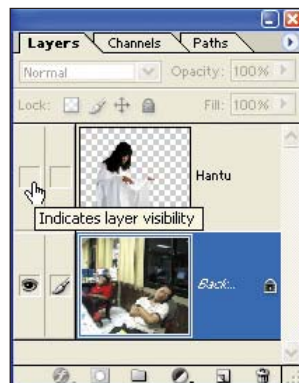 Layers Channels Paths
Normal Opacity: 100%
Lock: Fill: 100%
Hantu
Indicates layer visibility
Back...